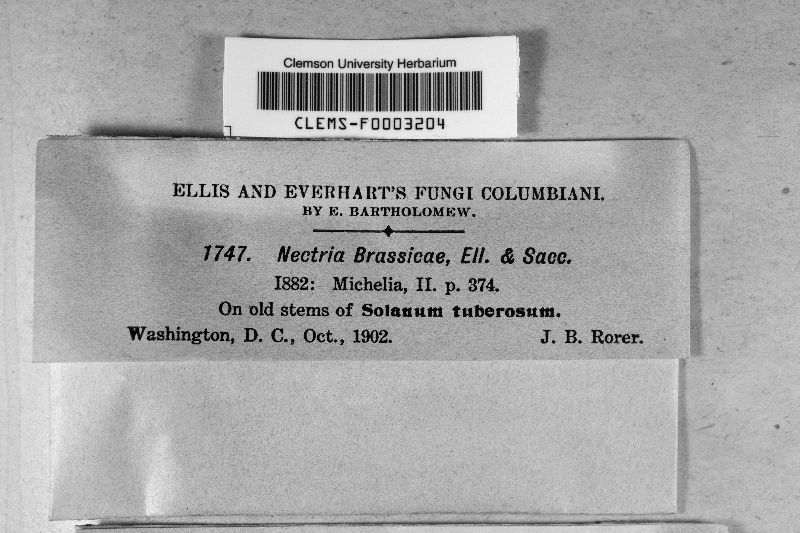 Clemson University Herbarium
CLEMS-F0003204
ELLIS AND EVERHART'S FUNGI COLUMBIANI.
BY E. BARTHOLOMEW.
1747. Nectria Brassicae, Ell. & Sacc.
1882: Michelia, II. p. 374.
On old stems of Solanum tuberosum.
Washington, D. C., Oct., 1902. J. B. Rorer.